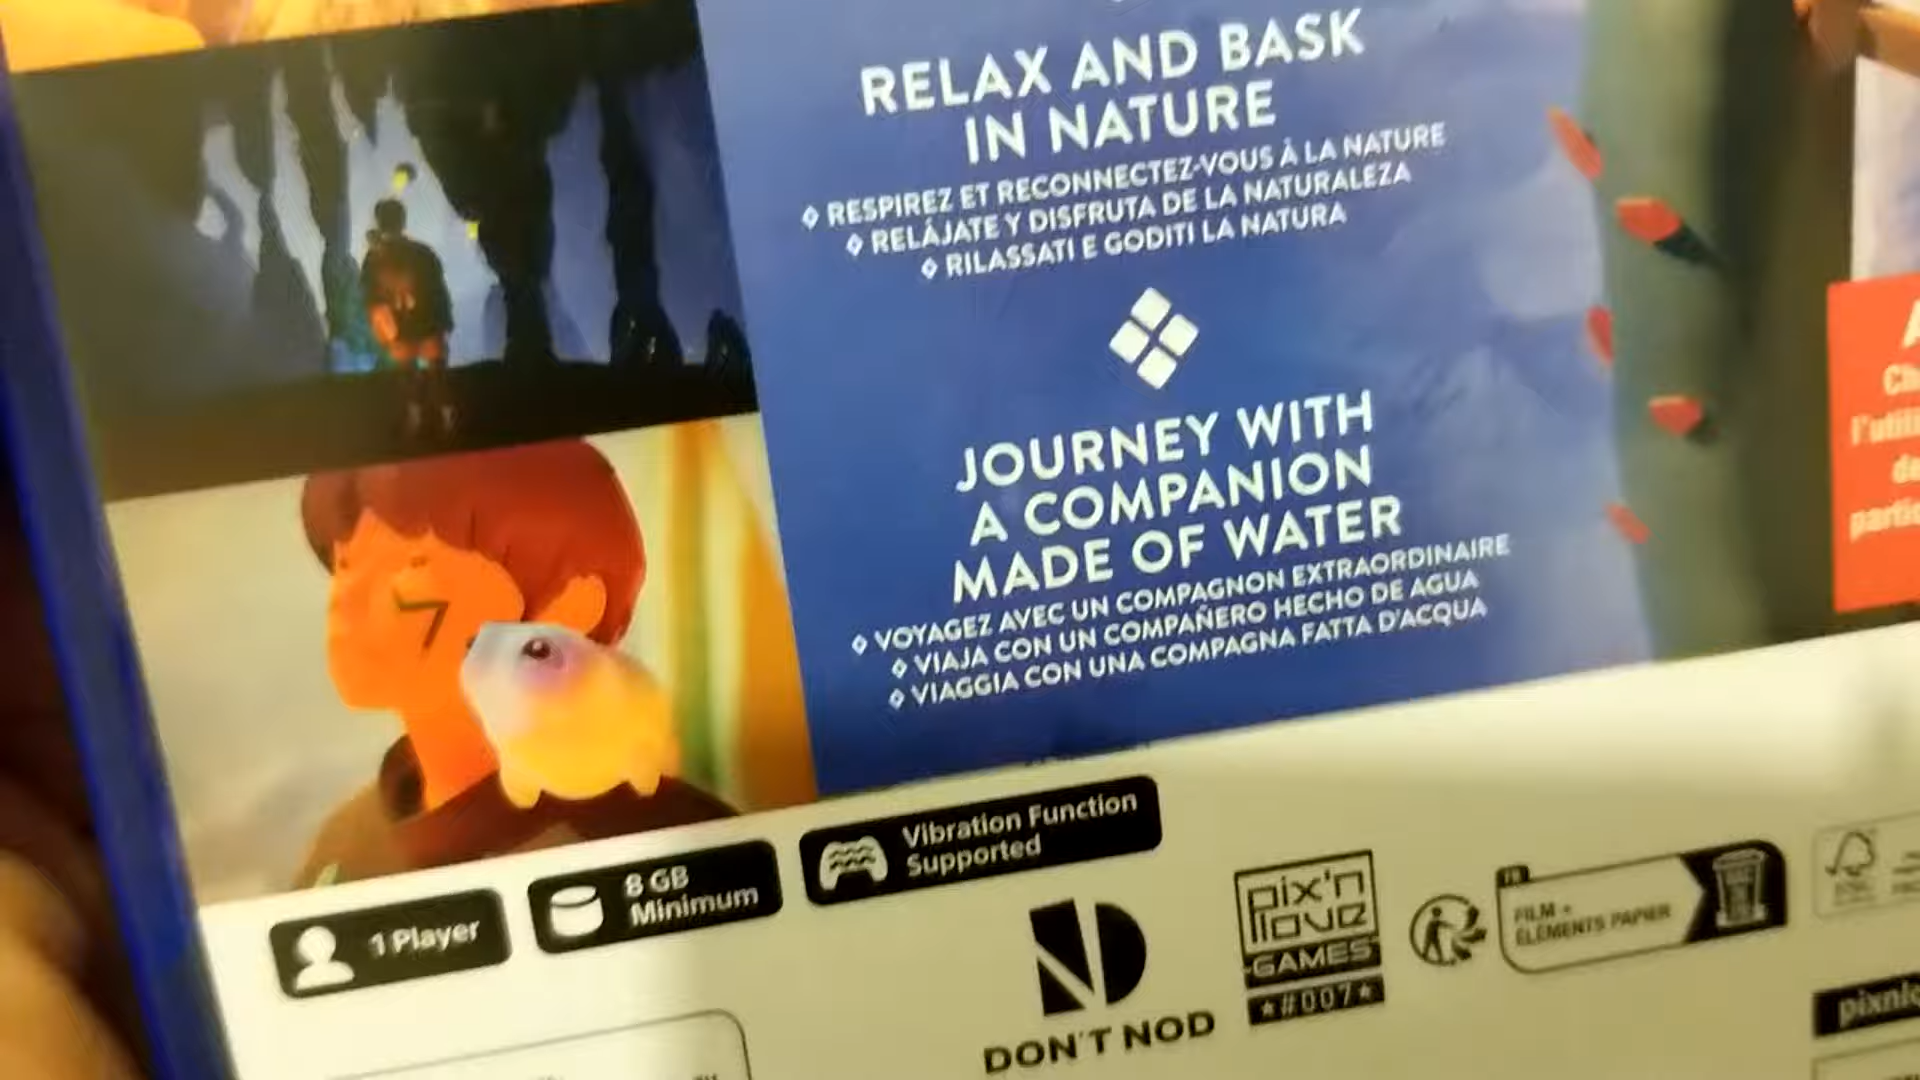 RELAX AND BASK
IN NATURE
RESPIREZ ET RECONNECTEZ-VOUS À LA NATURE
RELÁJATE Y DISFRUTA DE LA NATURALEZA
RILASSATI E GODITI LA NATURA
JOURNEY WITH
A COMPANION
MADE OF WATER
VOYAGEZ AVEC UN COMPAGNON EXTRAORDINAIRE
VIAJA CON UN COMPAÑERO HECHO DE AGUA
VIAGGIA CON UNA COMPAGNA FATTA D'ACQUA
1 Player
8 GB
Minimum
Vibration Function
Supported
DON'T NOD
pix'n
love
GAMES
★#007★
FR
FILM +
ÉLÉMENTS PAPIER